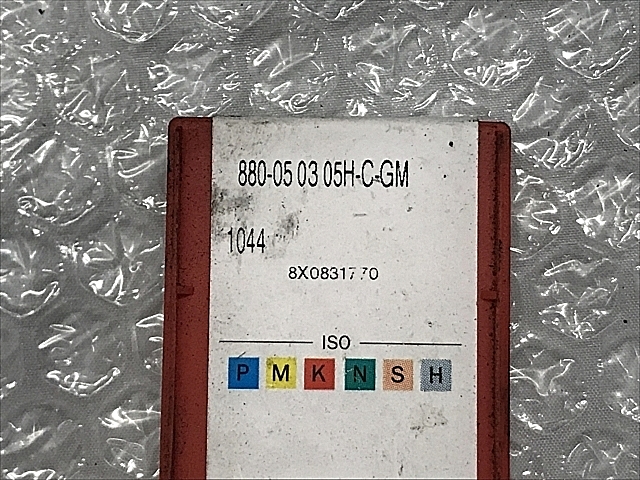 880-05 03 05H-C-GM
1044
8X0831770
ISO
P M K N S H